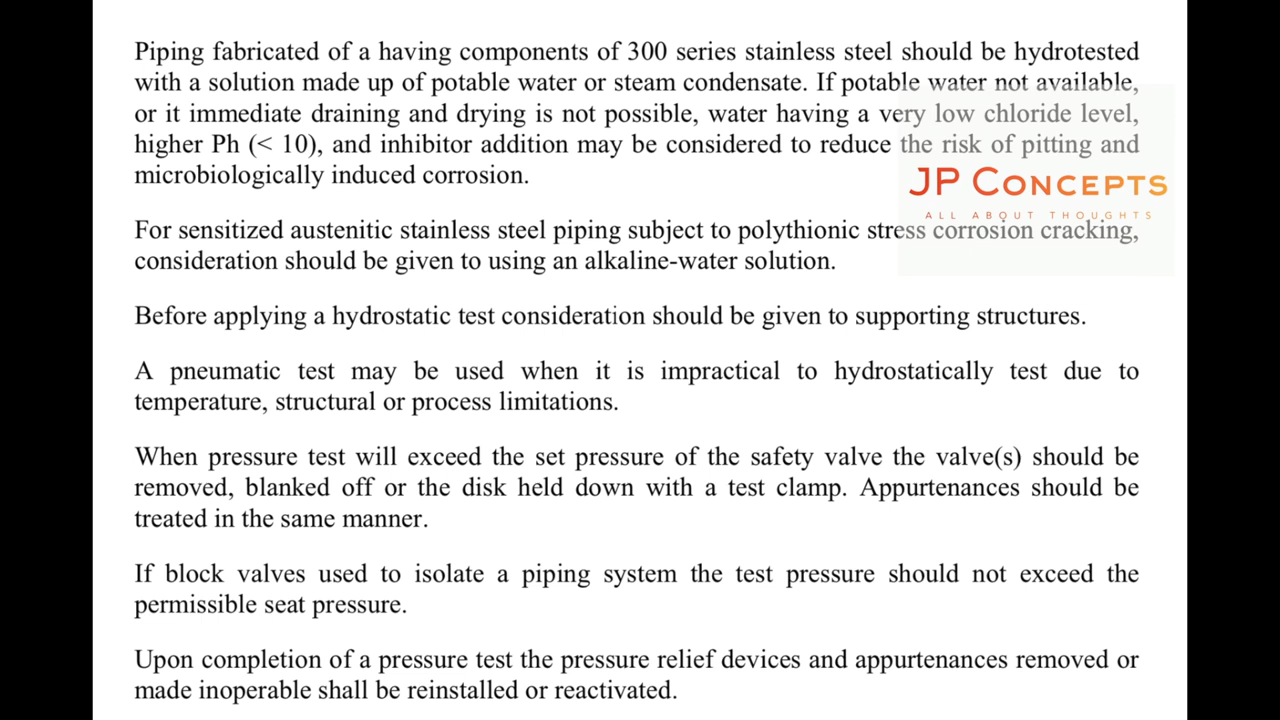 Piping fabricated of a having components of 300 series stainless steel should be hydrotested
with a solution made up of potable water or steam condensate. If potable water not available,
or it immediate draining and drying is not possible, water having a very low chloride level,
higher Ph (< 10), and inhibitor addition may be considered to reduce the risk of pitting and
microbiologically induced corrosion.
JP CONCEPTS
ALL ABOUT THOUGHTS
For sensitized austenitic stainless steel piping subject to polythionic stress corrosion cracking,
consideration should be given to using an alkaline-water solution.
Before applying a hydrostatic test consideration should be given to supporting structures.
A pneumatic test may be used when it is impractical to hydrostatically test due to
temperature, structural or process limitations.
When pressure test will exceed the set pressure of the safety valve the valve(s) should be
removed, blanked off or the disk held down with a test clamp. Appurtenances should be
treated in the same manner.
If block valves used to isolate a piping system the test pressure should not exceed the
permissible seat pressure.
Upon completion of a pressure test the pressure relief devices and appurtenances removed or
made inoperable shall be reinstalled or reactivated.